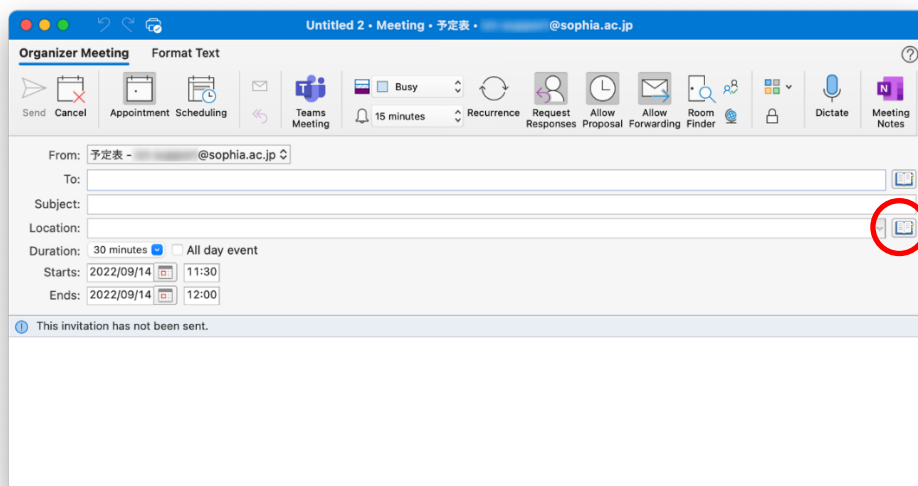 Untitled 2 • Meeting • 予定表 • @sophia.ac.jp
Organizer Meeting Format Text
Send Cancel Appointment Scheduling Teams Meeting Busy 15 minutes Recurrence Request Responses Allow Proposal Allow Forwarding Room Finder Dictate Meeting Notes
From: 予定表 – @sophia.ac.jp
To:
Subject:
Location:
Duration: 30 minutes All day event
Starts: 2022/09/14 11:30
Ends: 2022/09/14 12:00
This invitation has not been sent.